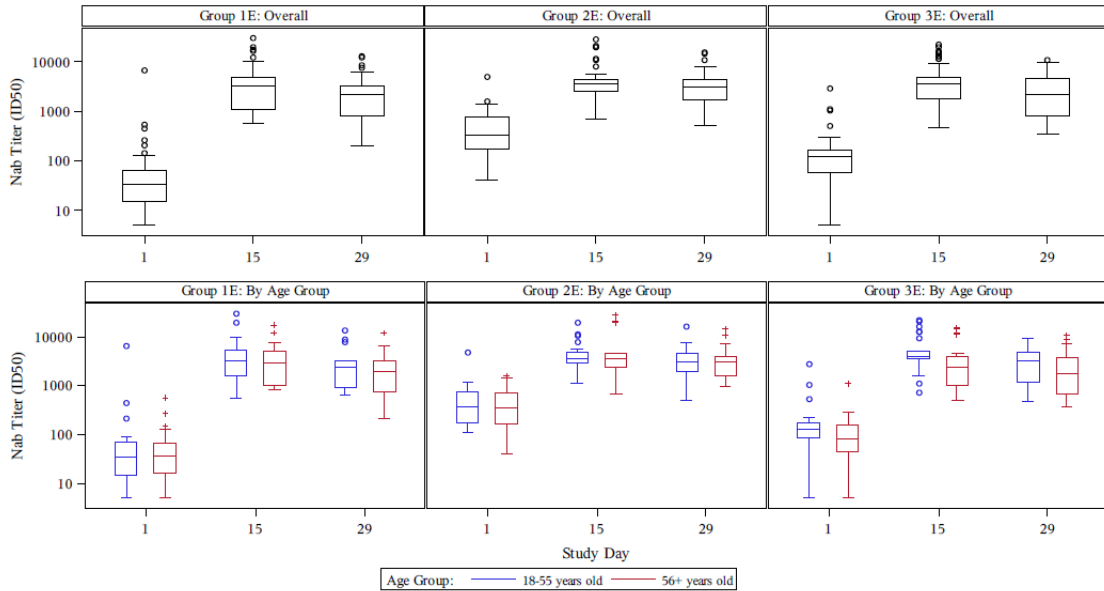 Group 1E: Overall
Group 2E: Overall
Group 3E: Overall
Nab Titer (ID50)
10000
1000
100
10
1 15 29 1 15 29 1 15 29
Group 1E: By Age Group
Group 2E: By Age Group
Group 3E: By Age Group
Nab Titer (ID50)
10000
1000
100
10
1 15 29 1 15 29 1 15 29
Study Day
Age Group: 18-55 years old 56+ years old